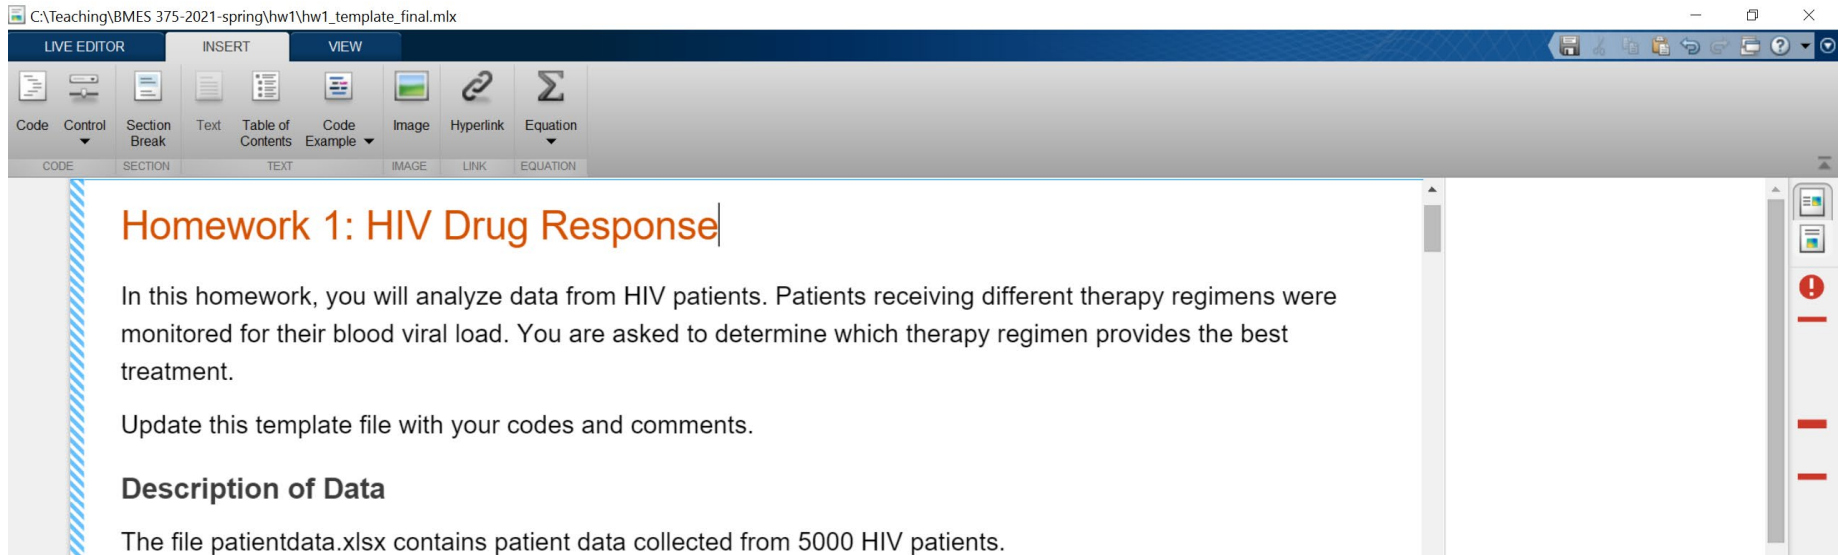 C:\Teaching\BMES 375-2021-spring\hw1\hw1_template_final.mlx
LIVE EDITOR INSERT VIEW
Code Control Section Break Text Table of Contents Code Example Image Hyperlink Equation
CODE SECTION TEXT IMAGE LINK EQUATION
Homework 1: HIV Drug Response
In this homework, you will analyze data from HIV patients. Patients receiving different therapy regimens were
monitored for their blood viral load. You are asked to determine which therapy regimen provides the best
treatment.
Update this template file with your codes and comments.
Description of Data
The file patientdata.xlsx contains patient data collected from 5000 HIV patients.